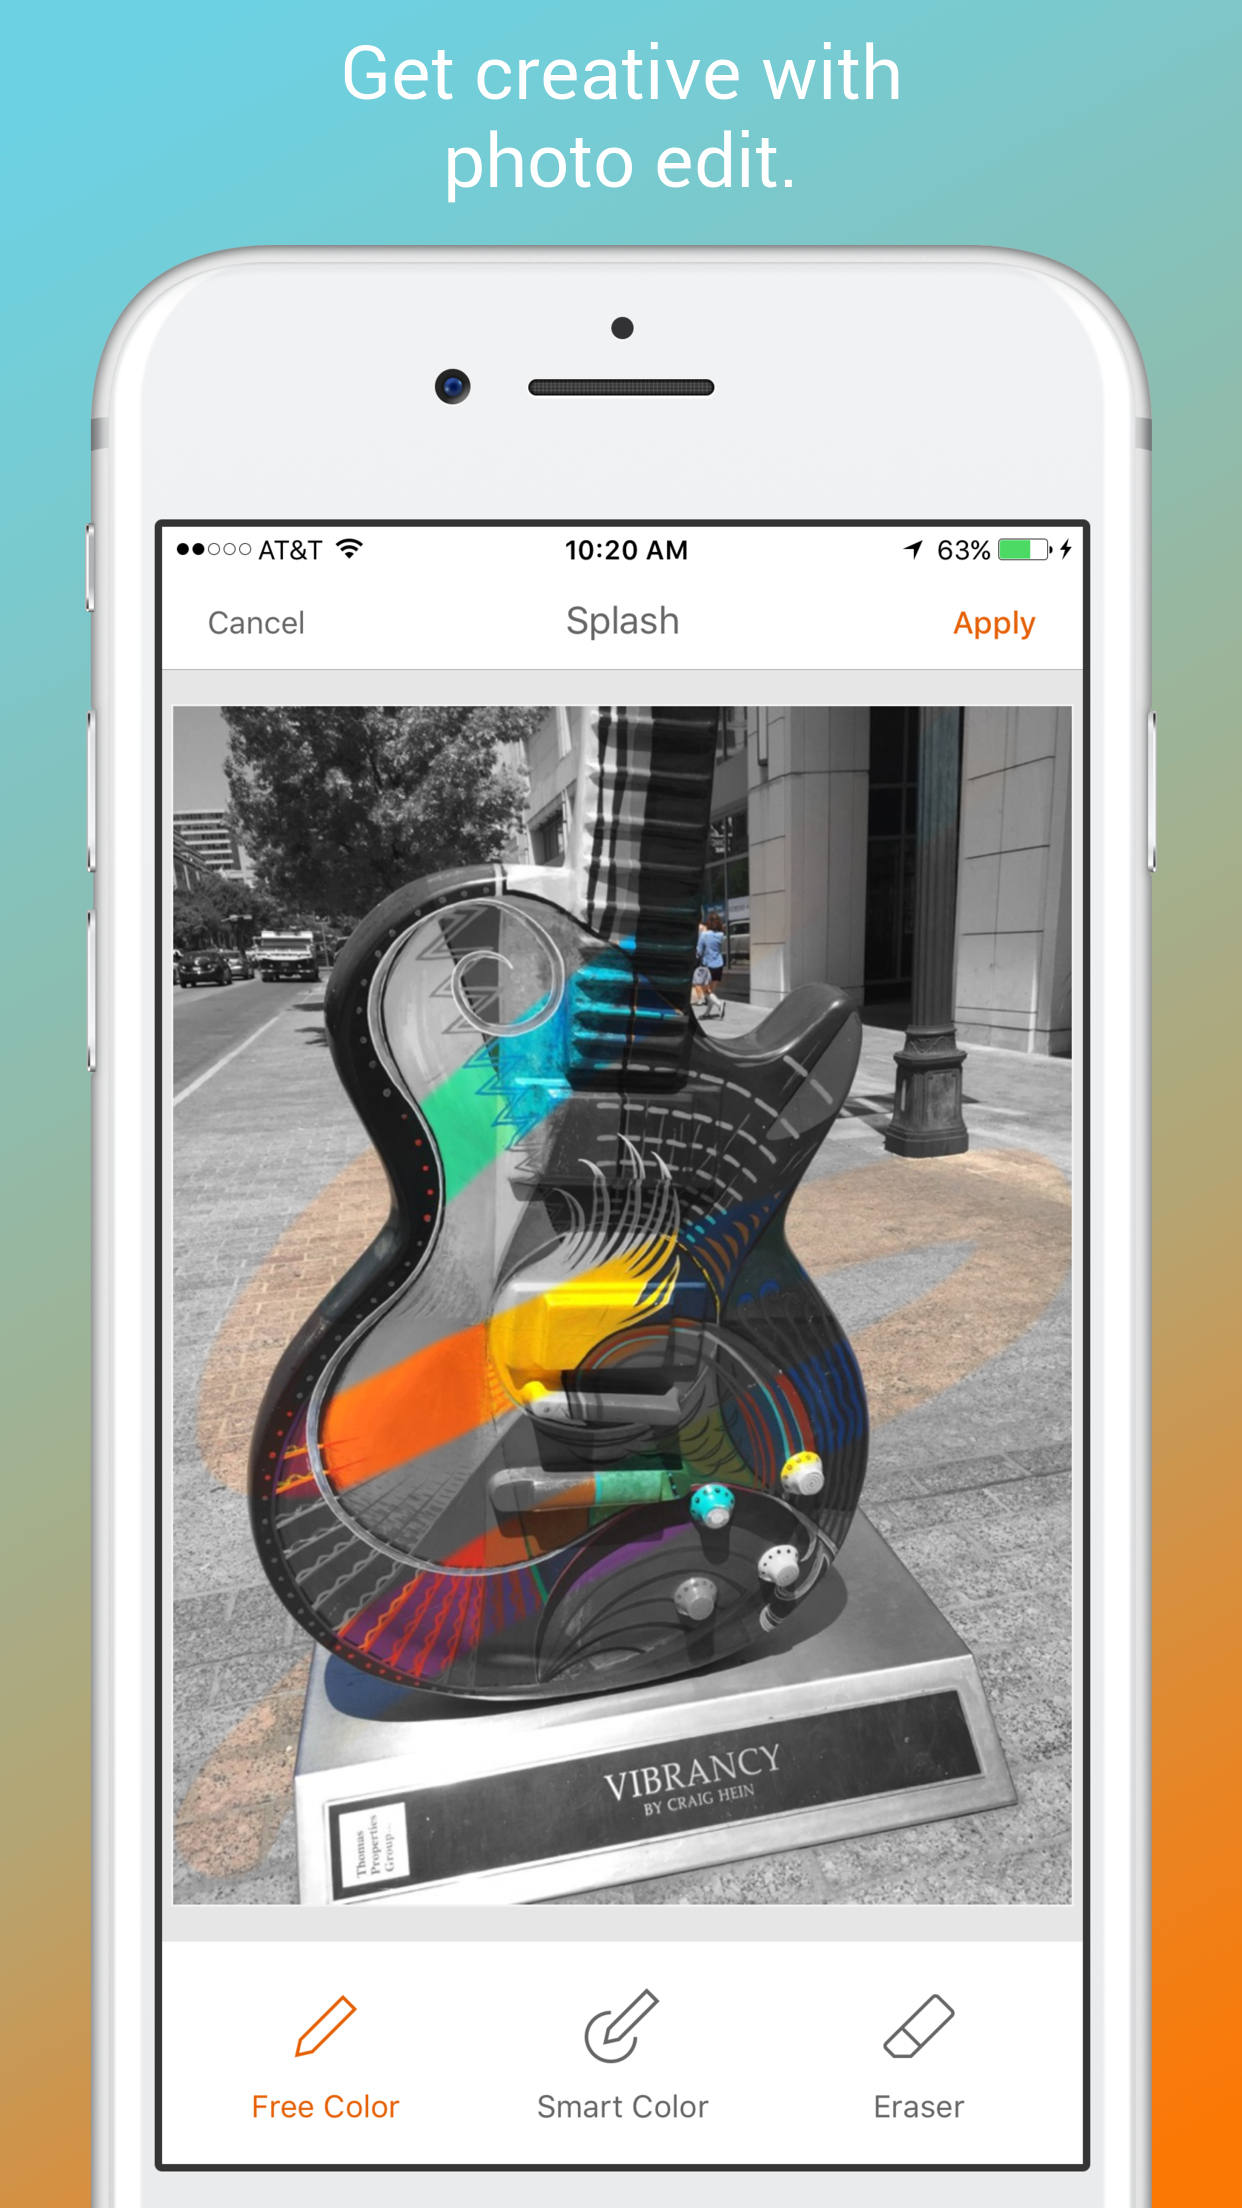 Get creative with
photo edit.
AT&T 10:20 AM 63%
Cancel Splash Apply
VIBRANCY
BY CRAIG HEIN
Thomas
Properties
Group
Free Color Smart Color Eraser